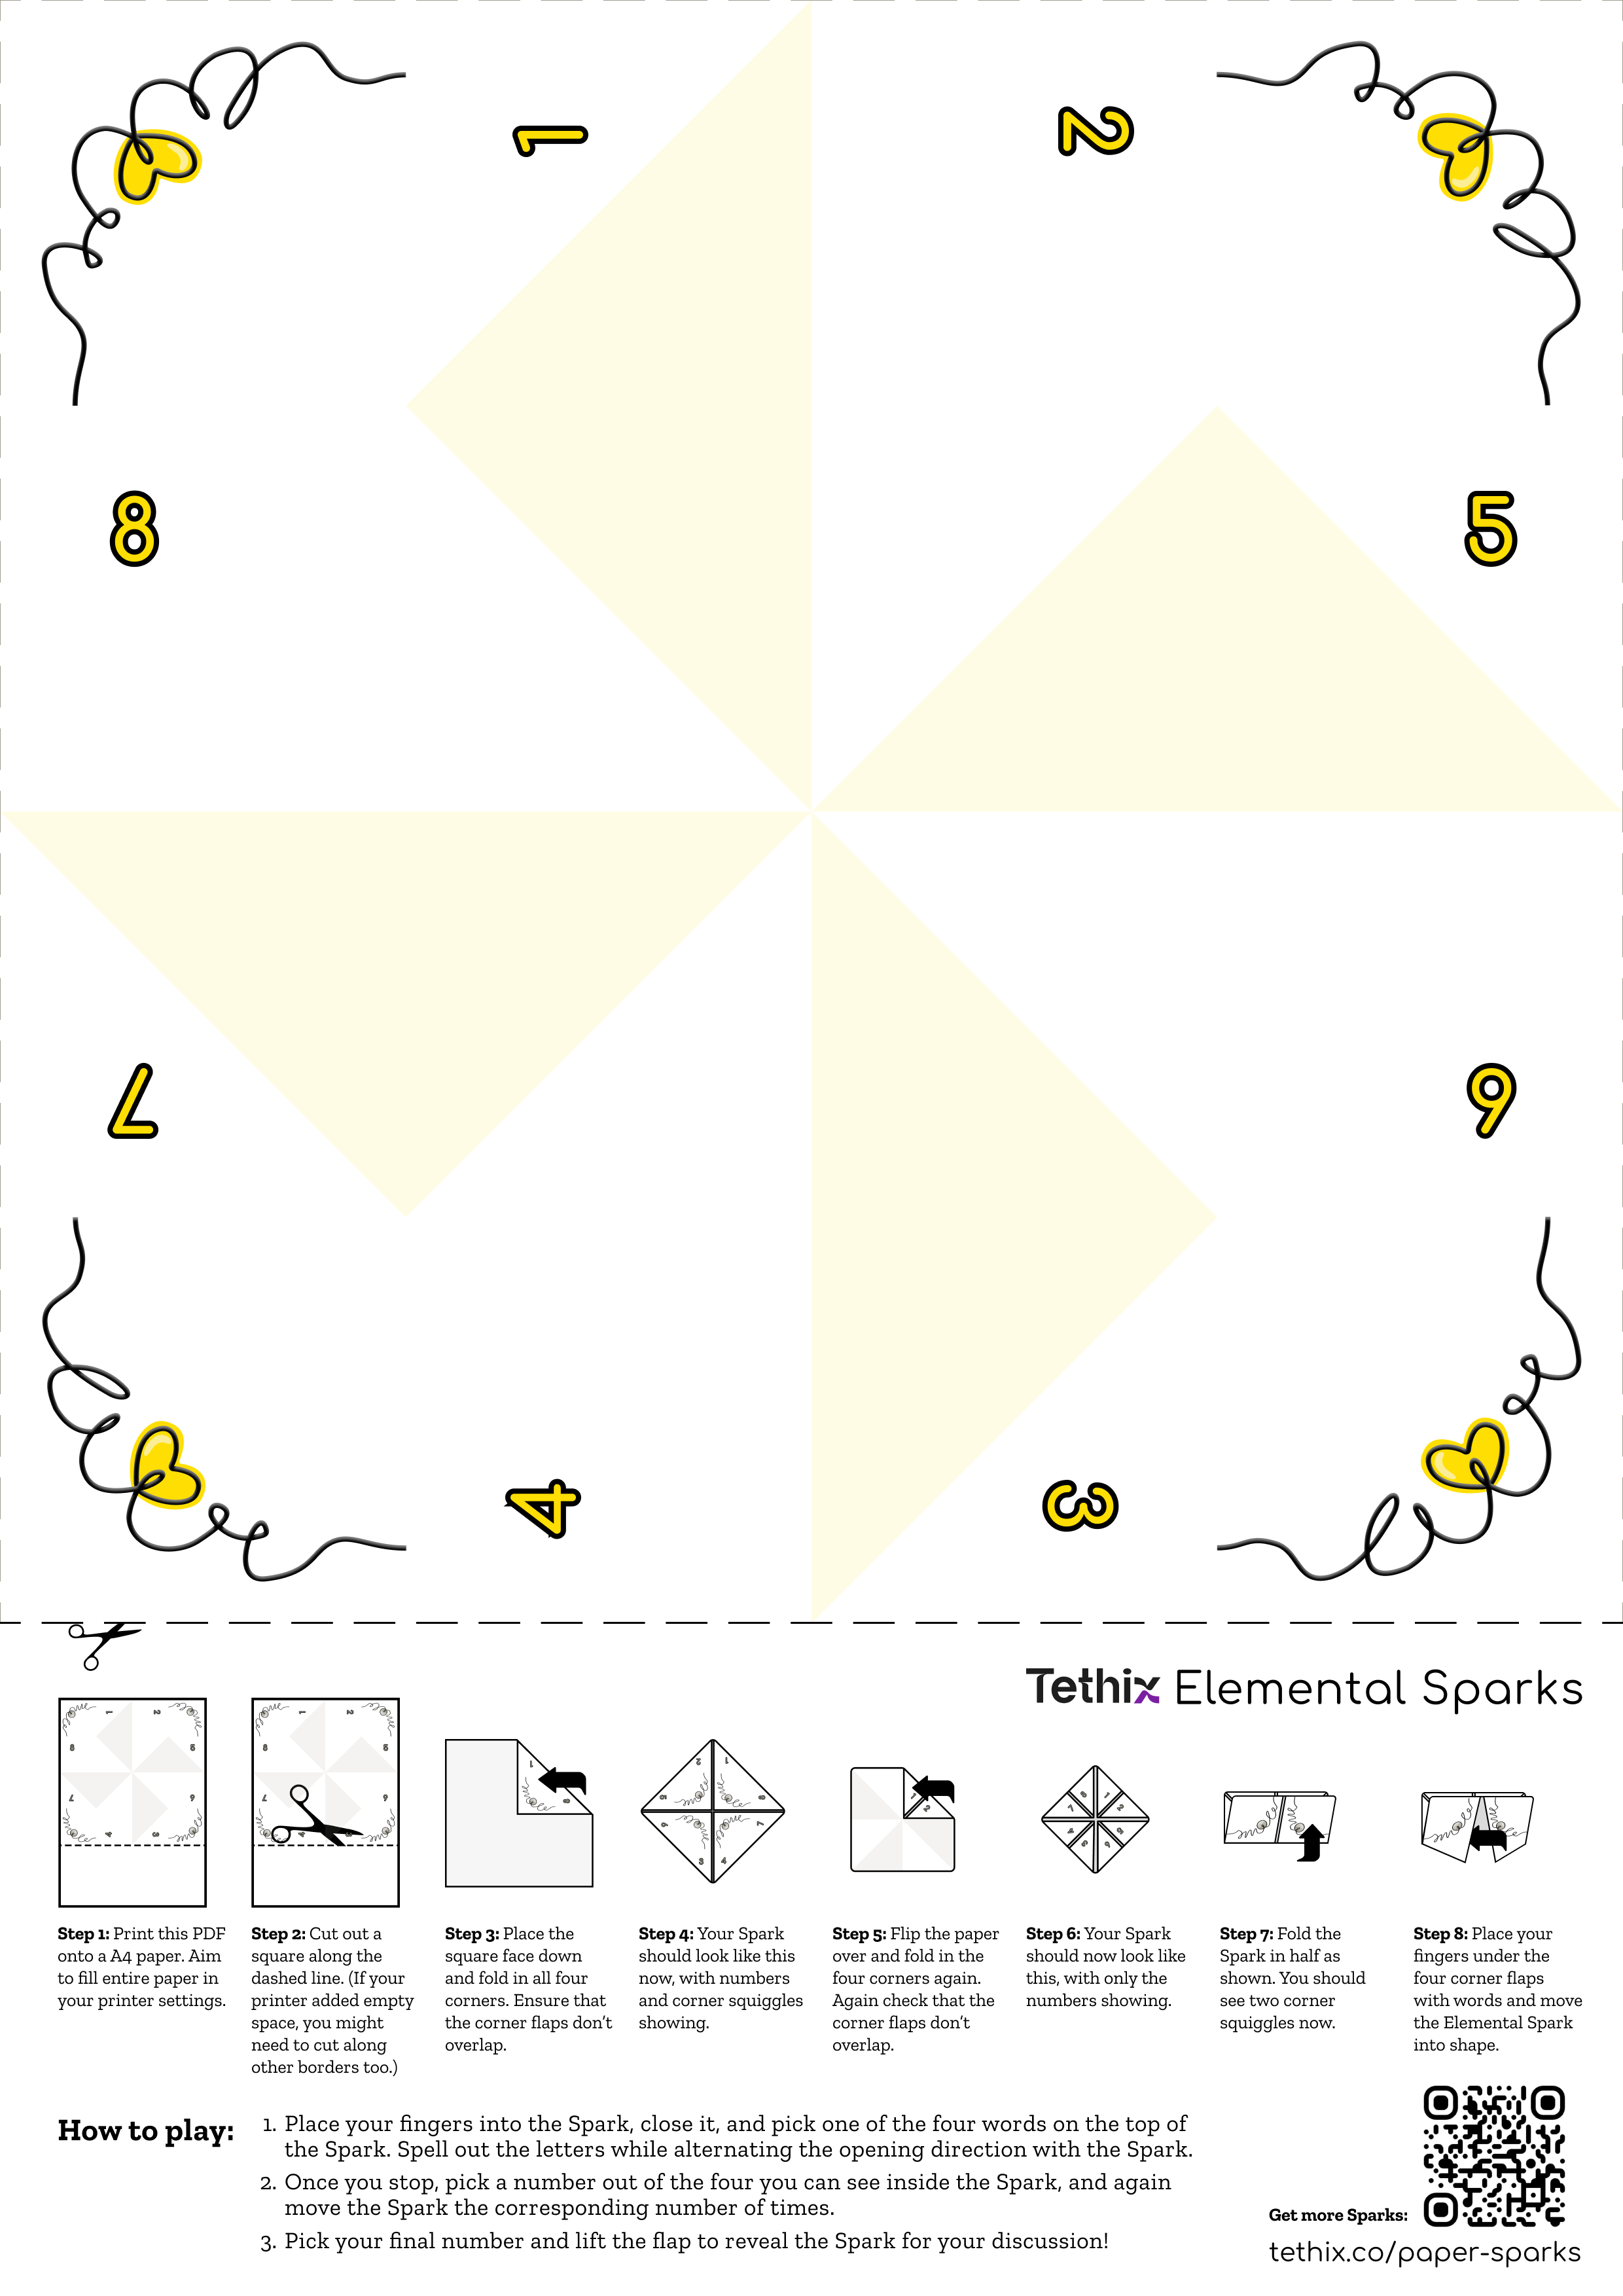 1
2
8
5
7
6
4
3
Tethix Elemental Sparks
Step 1: Print this PDF
onto a A4 paper. Aim
to fill entire paper in
your printer settings.
Step 2: Cut out a
square along the
dashed line. (If your
printer added empty
space, you might
need to cut along
other borders too.)
Step 3: Place the
square face down
and fold in all four
corners. Ensure that
the corner flaps don't
overlap.
Step 4: Your Spark
should look like this
now, with numbers
and corner squiggles
showing.
Step 5: Flip the paper
over and fold in the
four corners again.
Again check that the
corner flaps don't
overlap.
Step 6: Your Spark
should now look like
this, with only the
numbers showing.
Step 7: Fold the
Spark in half as
shown. You should
see two corner
squiggles now.
Step 8: Place your
fingers under the
four corner flaps
with words and move
the Elemental Spark
into shape.
How to play:
1. Place your fingers into the Spark, close it, and pick one of the four words on the top of
the Spark. Spell out the letters while alternating the opening direction with the Spark.
2. Once you stop, pick a number out of the four you can see inside the Spark, and again
move the Spark the corresponding number of times.
3. Pick your final number and lift the flap to reveal the Spark for your discussion!
Get more Sparks:
tethix.co/paper-sparks